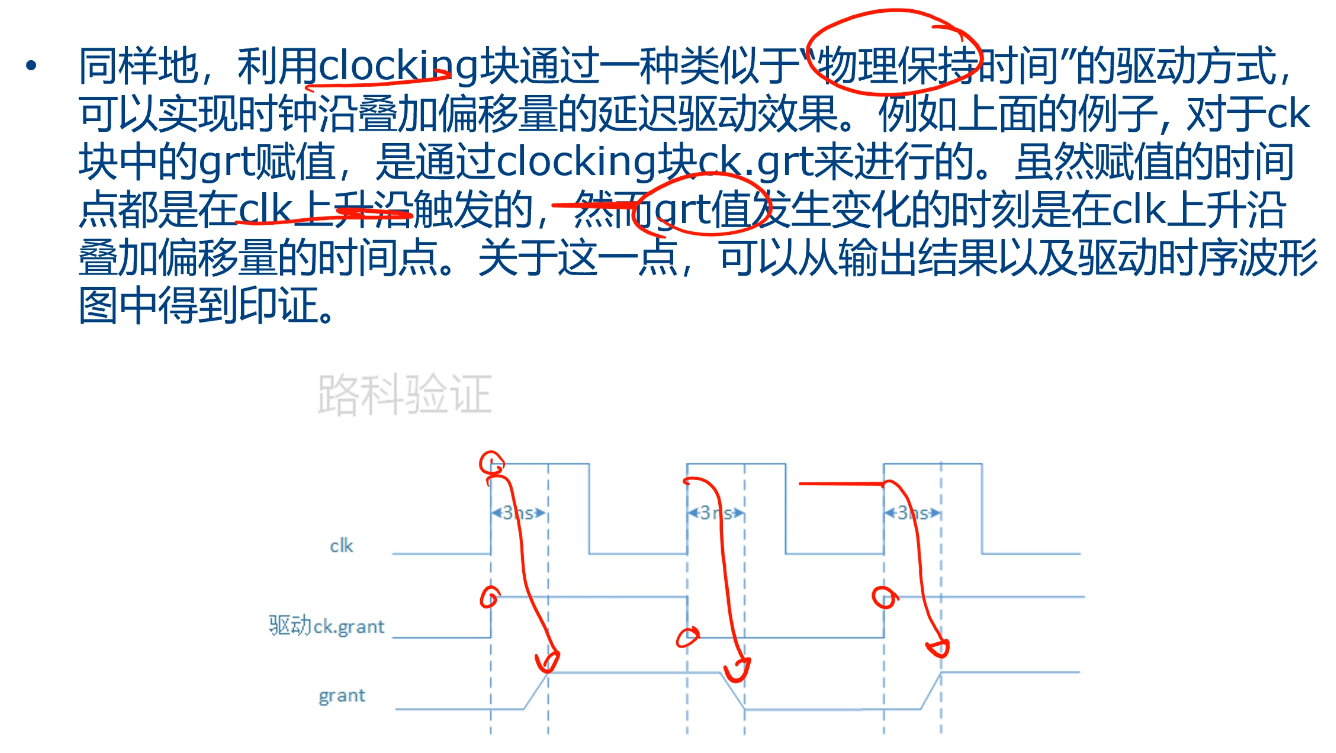 • 同样地，利用clocking块通过一种类似于“物理保持时间”的驱动方式，
可以实现时钟沿叠加偏移量的延迟驱动效果。例如上面的例子, 对于ck
块中的grt赋值，是通过clocking块ck.grt来进行的。虽然赋值的时间
点都是在clk上升沿触发的，然而grt值发生变化的时刻是在clk上升沿
叠加偏移量的时间点。关于这一点，可以从输出结果以及驱动时序波形
图中得到印证。
路科验证
3ns 3ns 3ns
clk
驱动ck.grant
grant